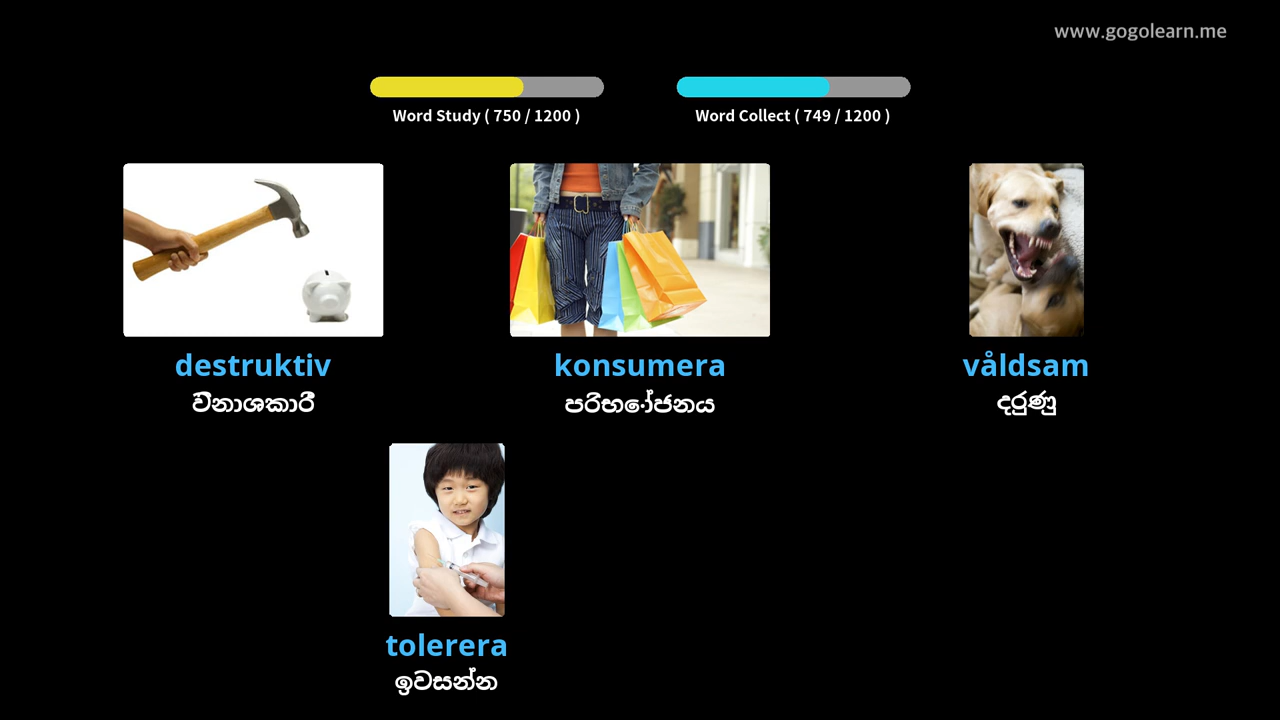 www.gogolearn.me
Word Study ( 750 / 1200 )
Word Collect ( 749 / 1200 )
destruktiv
විනාශකාරී
konsumera
පරිභෝජනය
våldsam
දරුණු
tolerera
ඉවසන්න